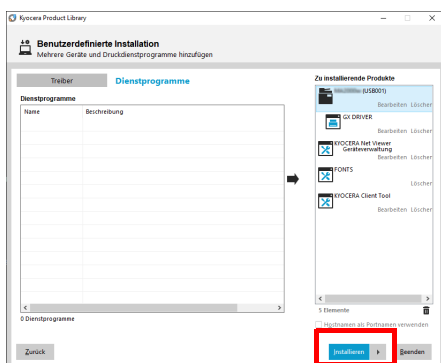 Kyocera Product Library
Benutzerdefinierte Installation
Mehrere Geräte und Druckdienstprogramme hinzufügen
Treiber
Dienstprogramme
Dienstprogramme
Name Beschreibung
0 Dienstprogramme
Zu installierende Produkte
(USB001)
Bearbeiten Löschen
GX DRIVER
Bearbeiten Löschen
KYOCERA Net Viewer
Geräteverwaltung
Bearbeiten Löschen
FONTS
Löschen
KYOCERA Client Tool
Bearbeiten Löschen
5 Elemente
Hostnamen als Portnamen verwenden
Zurück
Installieren
Beenden